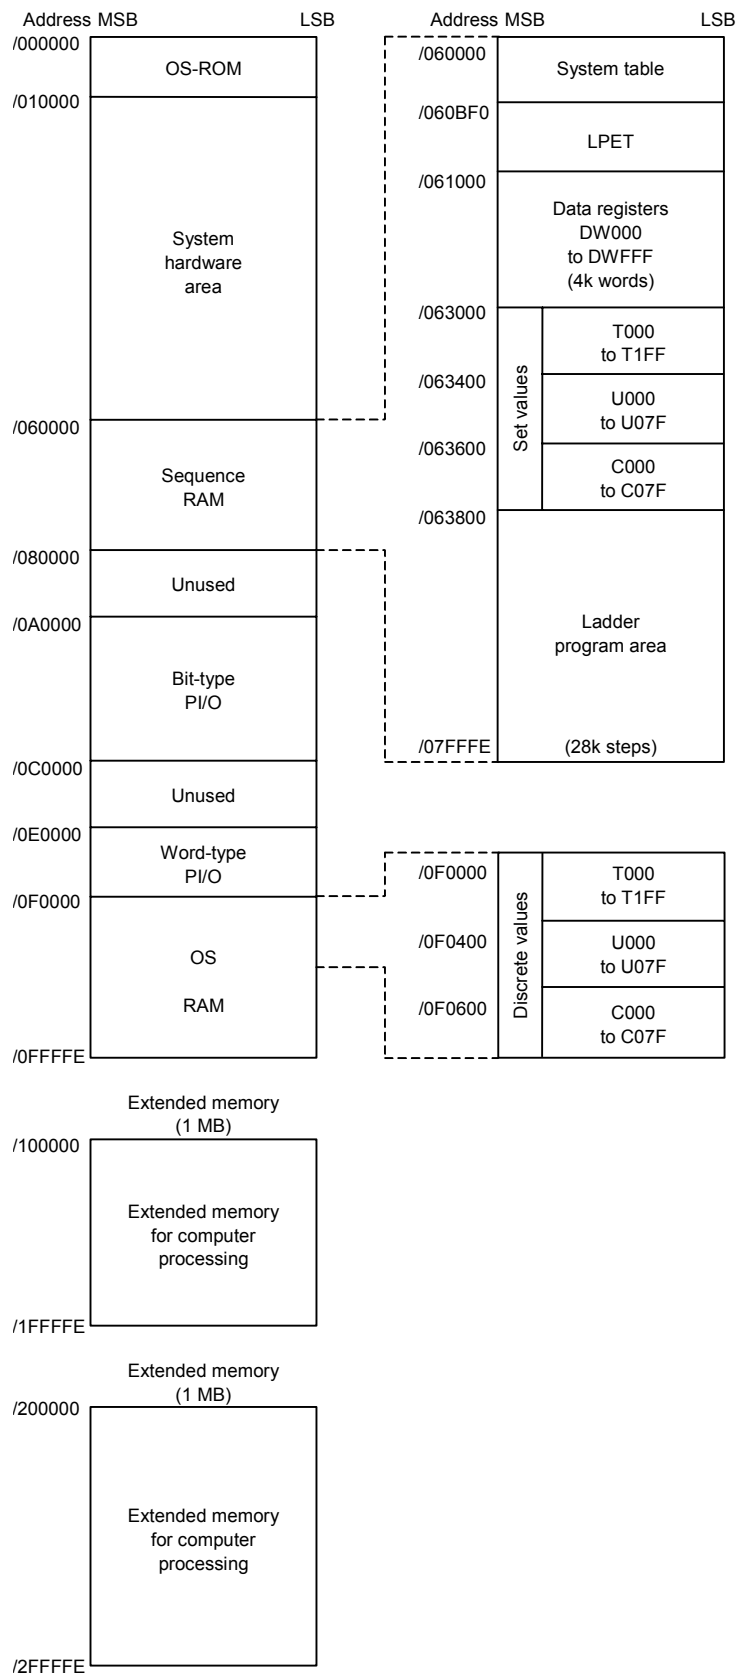 Address MSB LSB
/000000
OS-ROM
/010000
System
hardware
area
/060000
Sequence
RAM
/080000
Unused
/0A0000
Bit-type
PI/O
/0C0000
Unused
/0E0000
Word-type
PI/O
/0F0000
OS
RAM
/0FFFFE
Extended memory
(1 MB)
/100000
Extended memory
for computer
processing
/1FFFFE
Extended memory
(1 MB)
/200000
Extended memory
for computer
processing
/2FFFFE
Address MSB LSB
/060000
System table
/060BF0
LPET
/061000
Data registers
DW000
to DWFFF
(4k words)
/063000
Set values
T000
to T1FF
/063400
U000
to U07F
/063600
C000
to C07F
/063800
Ladder
program area
/07FFFE (28k steps)
/0F0000
Discrete values
T000
to T1FF
/0F0400
U000
to U07F
/0F0600
C000
to C07F